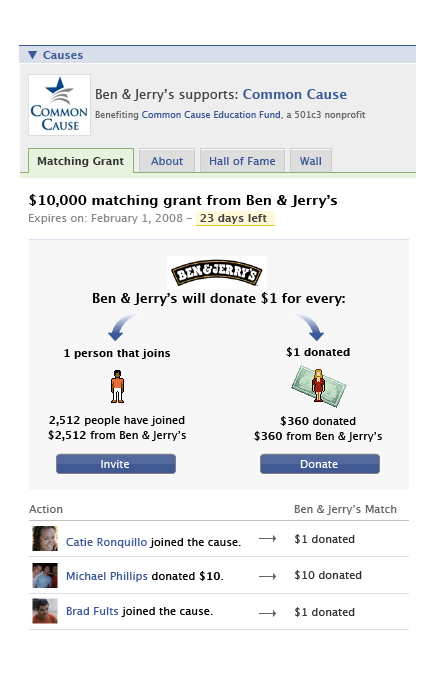 ▼ Causes
COMMON
CAUSE
Ben & Jerry's supports: Common Cause
Benefiting Common Cause Education Fund, a 501c3 nonprofit
Matching Grant About Hall of Fame Wall
$10,000 matching grant from Ben & Jerry's
Expires on: February 1, 2008 – 23 days left
BEN & JERRY'S
Ben & Jerry's will donate $1 for every:
1 person that joins $1 donated
2,512 people have joined $360 donated
$2,512 from Ben & Jerry's $360 from Ben & Jerry's
Invite Donate
Action Ben & Jerry's Match
Catie Ronquillo joined the cause. → $1 donated
Michael Phillips donated $10. → $10 donated
Brad Fults joined the cause. → $1 donated